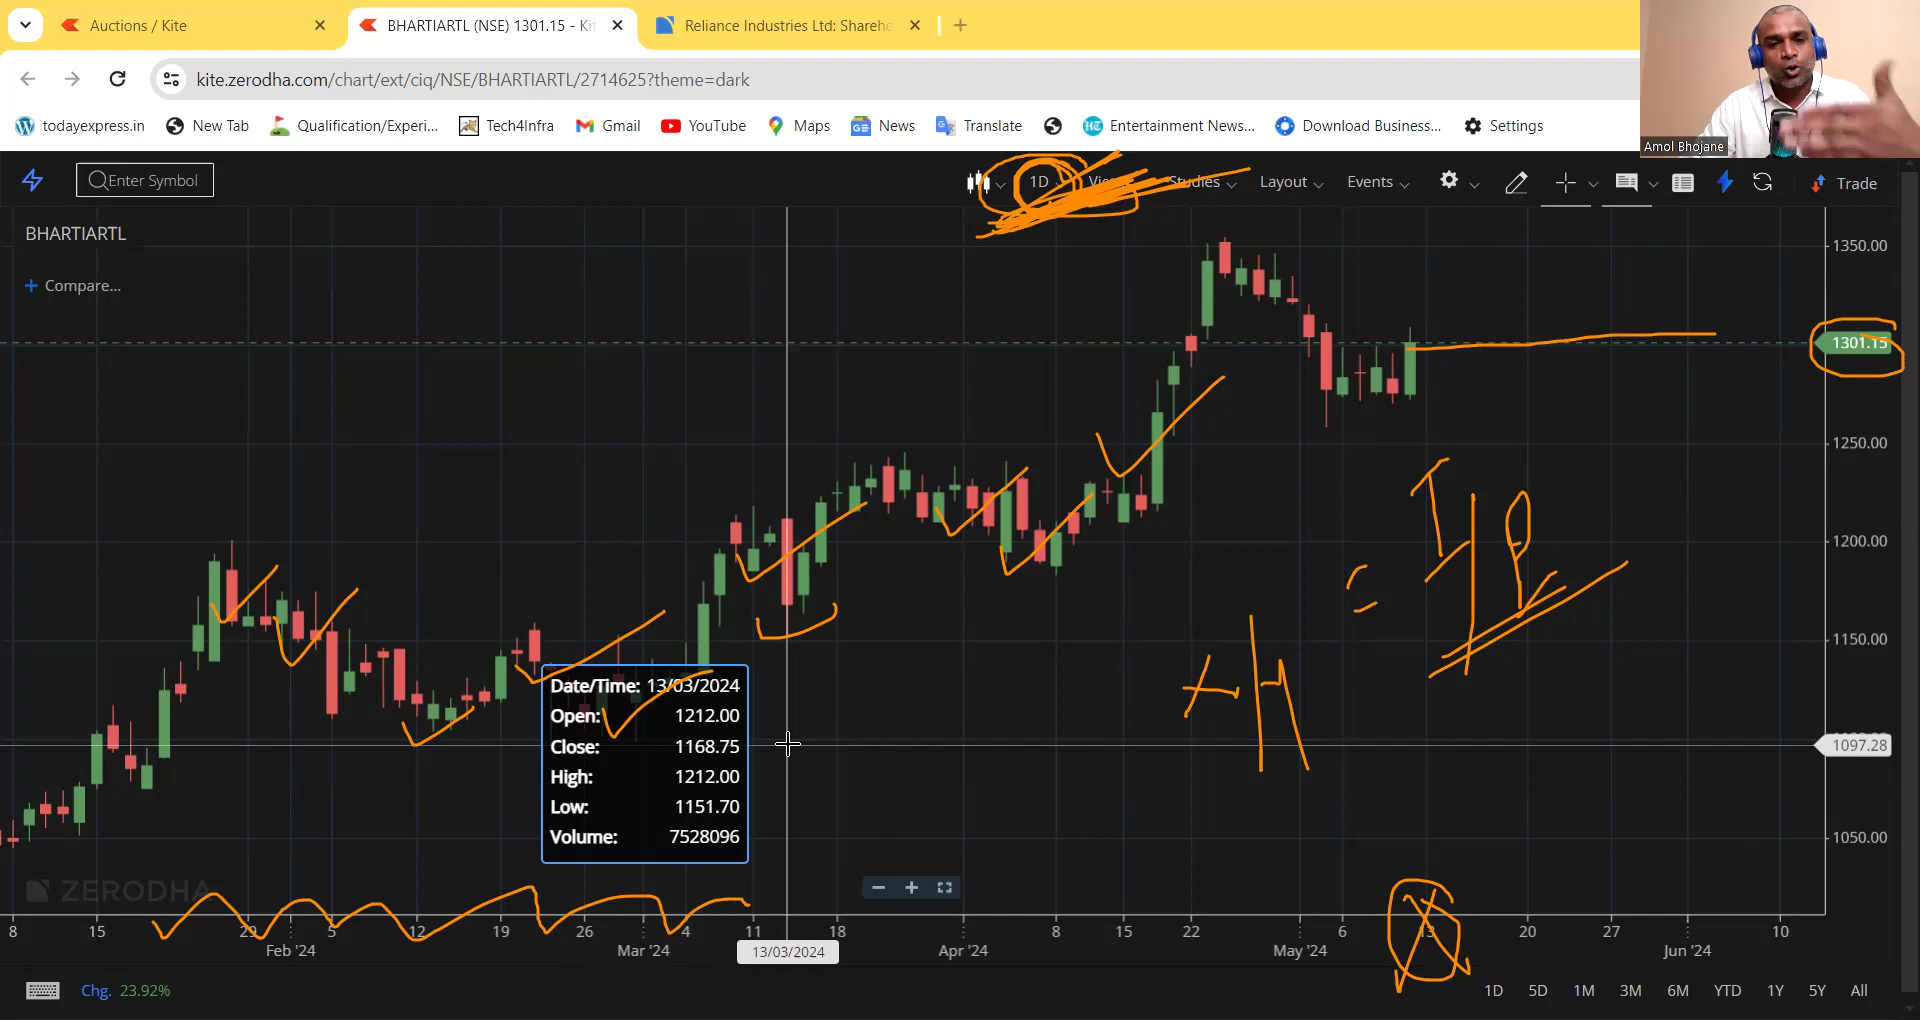 Auctions / Kite
BHARTIARTL (NSE) 1301.15 - Kit
Reliance Industries Ltd: Shareho
kite.zerodha.com/chart/ext/ciq/NSE/BHARTIARTL/2714625?theme=dark
todayexpress.in New Tab Qualification/Experi... Tech4Infra Gmail YouTube Maps News Translate Entertainment News... Download Business... Settings
Amol Bhojane
Enter Symbol
1D Studies Layout Events Trade
BHARTIARTL
Compare...
1350.00
1301.15
1250.00
1200.00
1150.00
1097.28
1050.00
Date/Time: 13/03/2024
Open: 1212.00
Close: 1168.75
High: 1212.00
Low: 1151.70
Volume: 7528096
ZERODHA
8 15 29 5 12 19 26 4 11 18 8 15 22 6 13 20 27 10
Feb '24 Mar '24 13/03/2024 Apr '24 May '24 Jun '24
Chg. 23.92%
1D 5D 1M 3M 6M YTD 1Y 5Y All